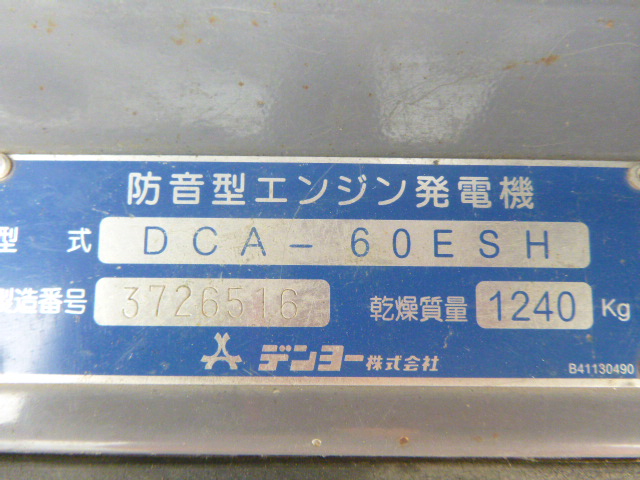 防音型エンジン発電機
型 式 DCA-60ESH
製造番号 3726516 乾燥質量 1240 Kg
デンヨー株式会社
B41130490